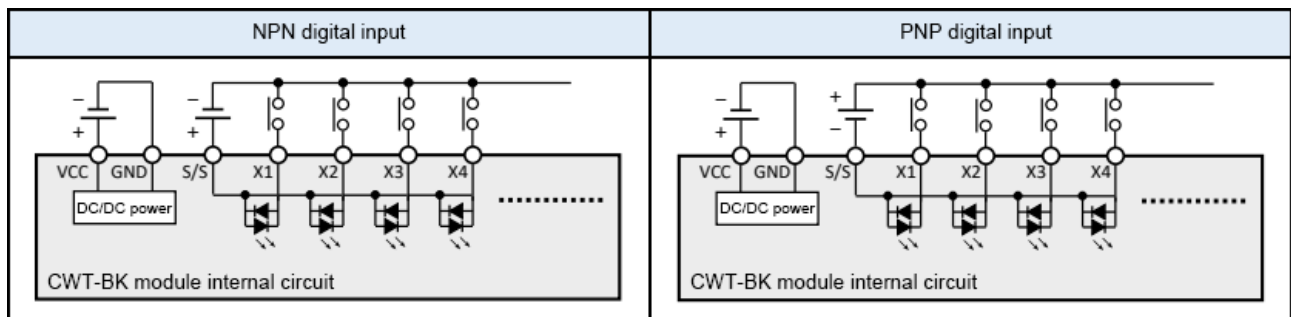 NPN digital input
PNP digital input
− −
+ +
VCC GND S/S X1 X2 X3 X4
DC/DC power
CWT-BK module internal circuit
− +
+ −
VCC GND S/S X1 X2 X3 X4
DC/DC power
CWT-BK module internal circuit